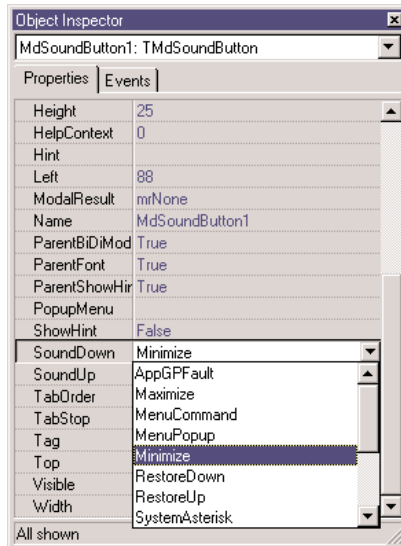 Object Inspector
MdSoundButton1: TMdSoundButton
Properties Events
Height 25
HelpContext 0
Hint
Left 88
ModalResult mrNone
Name MdSoundButton1
ParentBiDiMod True
ParentFont True
ParentShowHir True
PopupMenu
ShowHint False
SoundDown Minimize
SoundUp AppGPFault
TabOrder Maximize
TabStop MenuCommand
Tag MenuPopup
Top Minimize
Visible RestoreDown
Width RestoreUp
SystemAsterisk
All shown